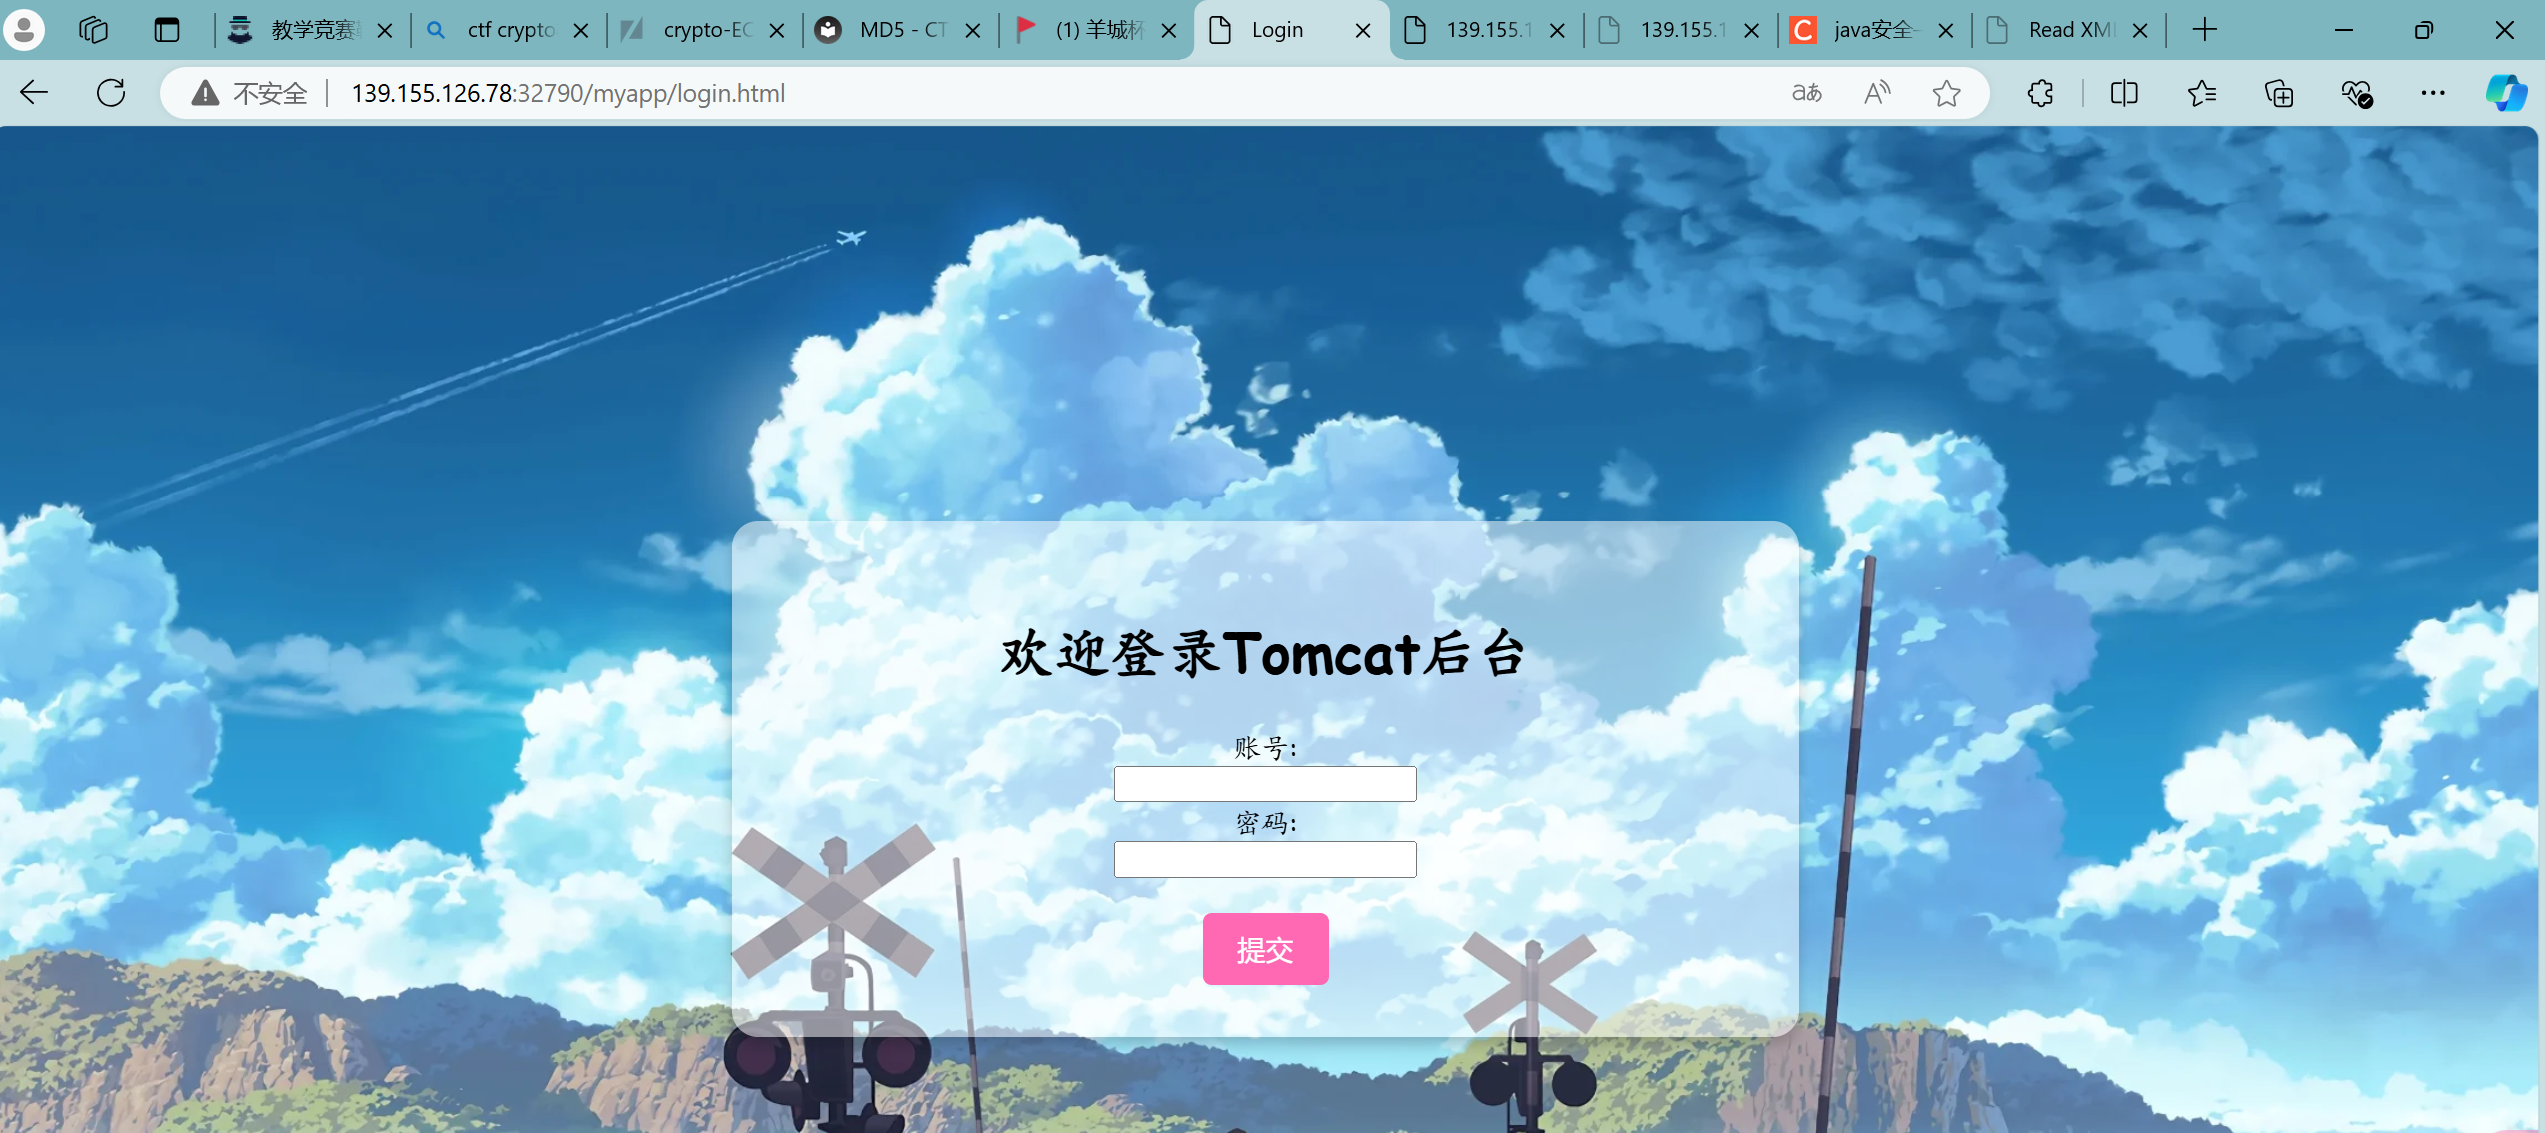 教学竞赛
ctf crypto
crypto-EC
MD5 - CT
(1) 羊城杯
Login
139.155.1
139.155.1
java安全-
Read XML
不安全
139.155.126.78:32790/myapp/login.html
欢迎登录Tomcat后台
账号:
密码:
提交